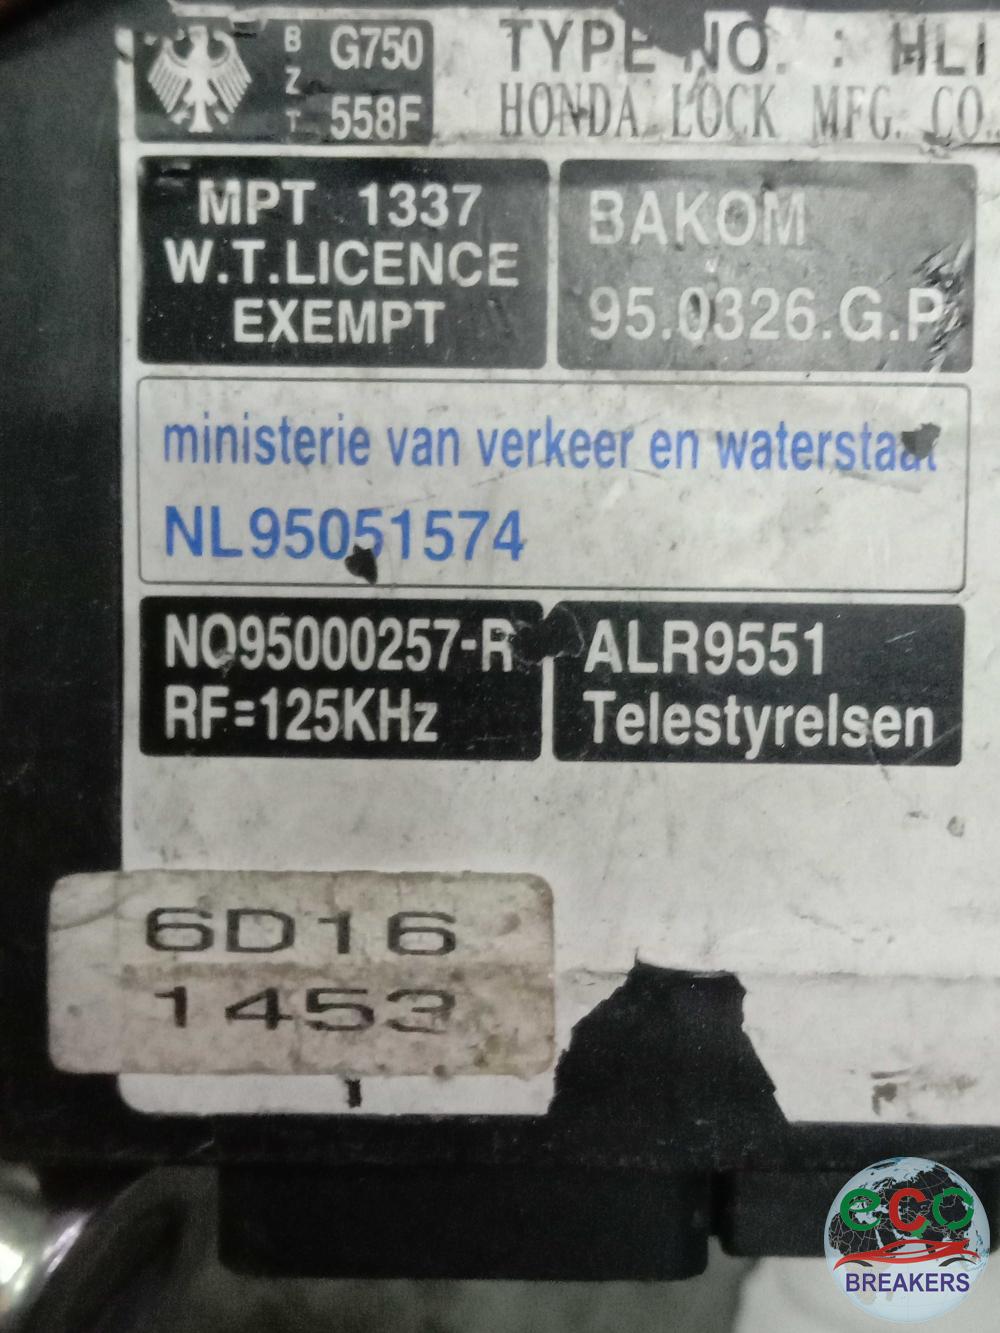 B Z T
G750
558F
TYPE NO. : HLI
HONDA LOCK MFG. CO.
MPT 1337
W.T.LICENCE
EXEMPT
BAKOM
95.0326.G.P
ministerie van verkeer en waterstaat
NL95051574
NO95000257-R
RF=125KHz
ALR9551
Telestyrelsen
6D16
1453
eco
BREAKERS